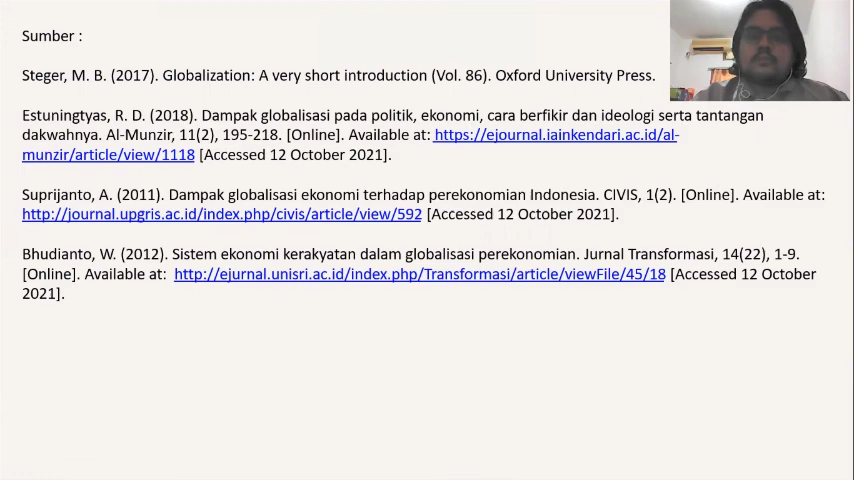 Sumber :
Steger, M. B. (2017). Globalization: A very short introduction (Vol. 86). Oxford University Press.
Estuningtyas, R. D. (2018). Dampak globalisasi pada politik, ekonomi, cara berfikir dan ideologi serta tantangan
dakwahnya. Al-Munzir, 11(2), 195-218. [Online]. Available at: https://ejournal.iainkendari.ac.id/al-
munzir/article/view/1118 [Accessed 12 October 2021].
Suprijanto, A. (2011). Dampak globalisasi ekonomi terhadap perekonomian Indonesia. CIVIS, 1(2). [Online]. Available at:
http://journal.upgris.ac.id/index.php/civis/article/view/592 [Accessed 12 October 2021].
Bhudianto, W. (2012). Sistem ekonomi kerakyatan dalam globalisasi perekonomian. Jurnal Transformasi, 14(22), 1-9.
[Online]. Available at: http://ejurnal.unisri.ac.id/index.php/Transformasi/article/viewFile/45/18 [Accessed 12 October
2021].